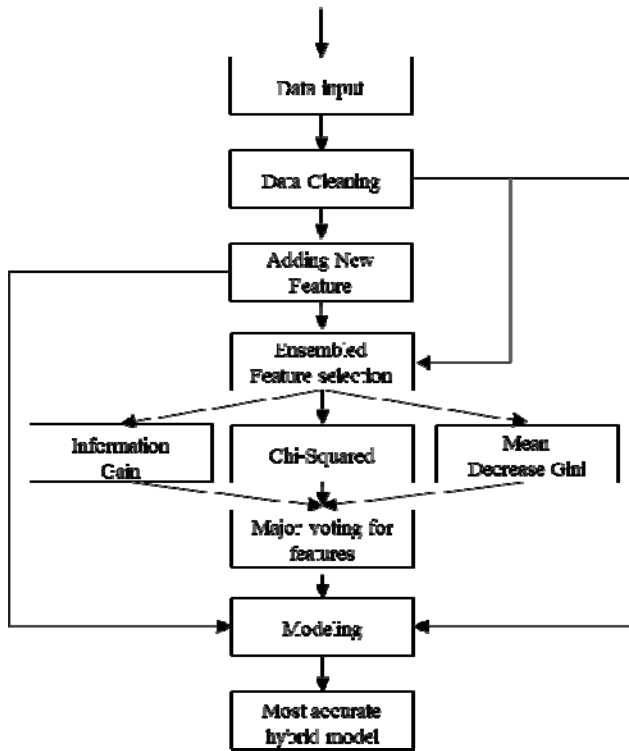 Data input
Data Cleaning
Adding New
Feature
Ensembled
Feature selection
Information
Gain
Chi-Squared
Mean
Decrease Gini
Major voting for
features
Modeling
Most accurate
hybrid model